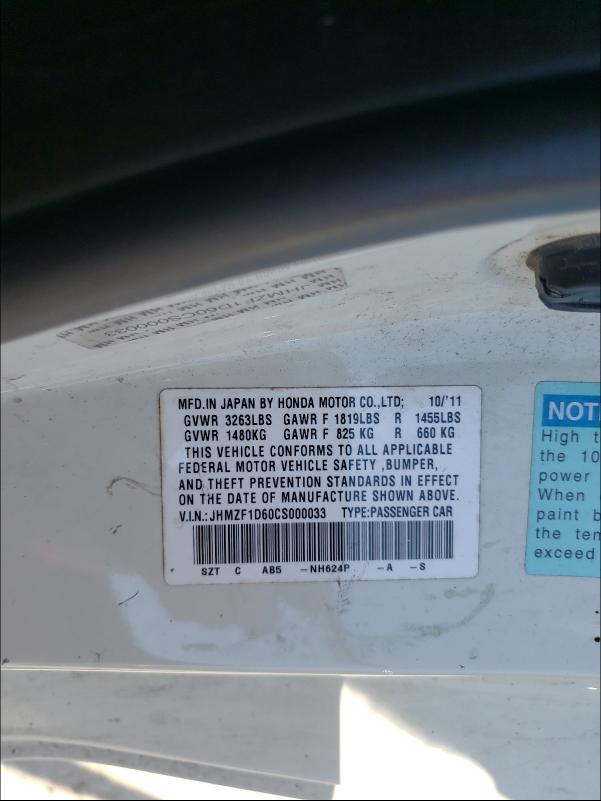 JHMZF1D60CS000033
MFD.IN JAPAN BY HONDA MOTOR CO.,LTD; 10/'11
GVWR 3263LBS GAWR F 1819LBS R 1455LBS
GVWR 1480KG GAWR F 825 KG R 660 KG
THIS VEHICLE CONFORMS TO ALL APPLICABLE
FEDERAL MOTOR VEHICLE SAFETY ,BUMPER,
AND THEFT PREVENTION STANDARDS IN EFFECT
ON THE DATE OF MANUFACTURE SHOWN ABOVE.
V.I.N.: JHMZF1D60CS000033 TYPE:PASSENGER CAR
SZT C AB5 -NH624P -A -S
High t
the 10
power
When
paint b
the tem
exceed